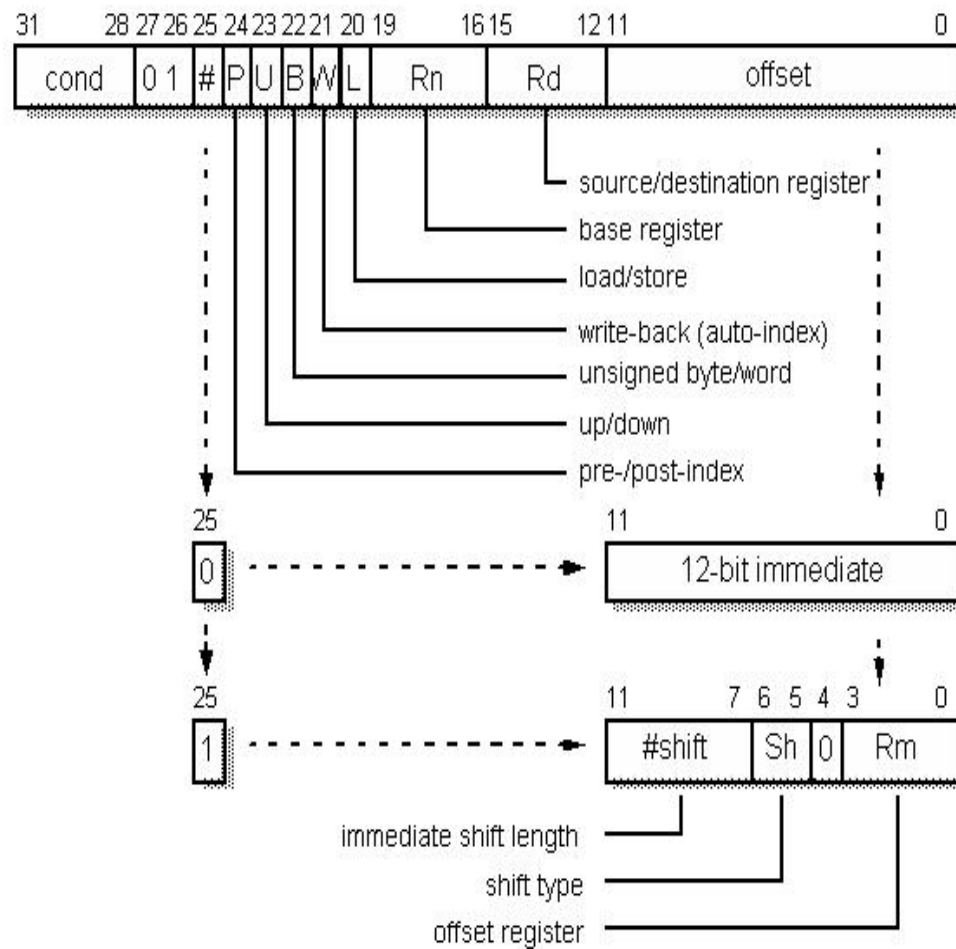 31 28 27 26 25 24 23 22 21 20 19 16 15 12 11 0
cond 0 1 # P U B W L Rn Rd offset
source/destination register
base register
load/store
write-back (auto-index)
unsigned byte/word
up/down
pre-/post-index
25 11 0
0 12-bit immediate
25 11 7 6 5 4 3 0
1 #shift Sh 0 Rm
immediate shift length
shift type
offset register